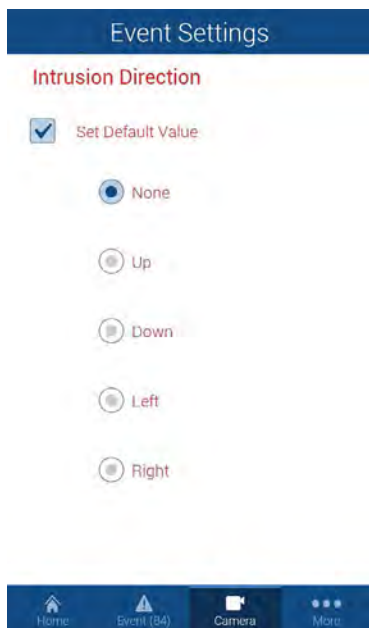 Event Settings
Intrusion Direction
Set Default Value
None
Up
Down
Left
Right
Home Event (84) Camera More